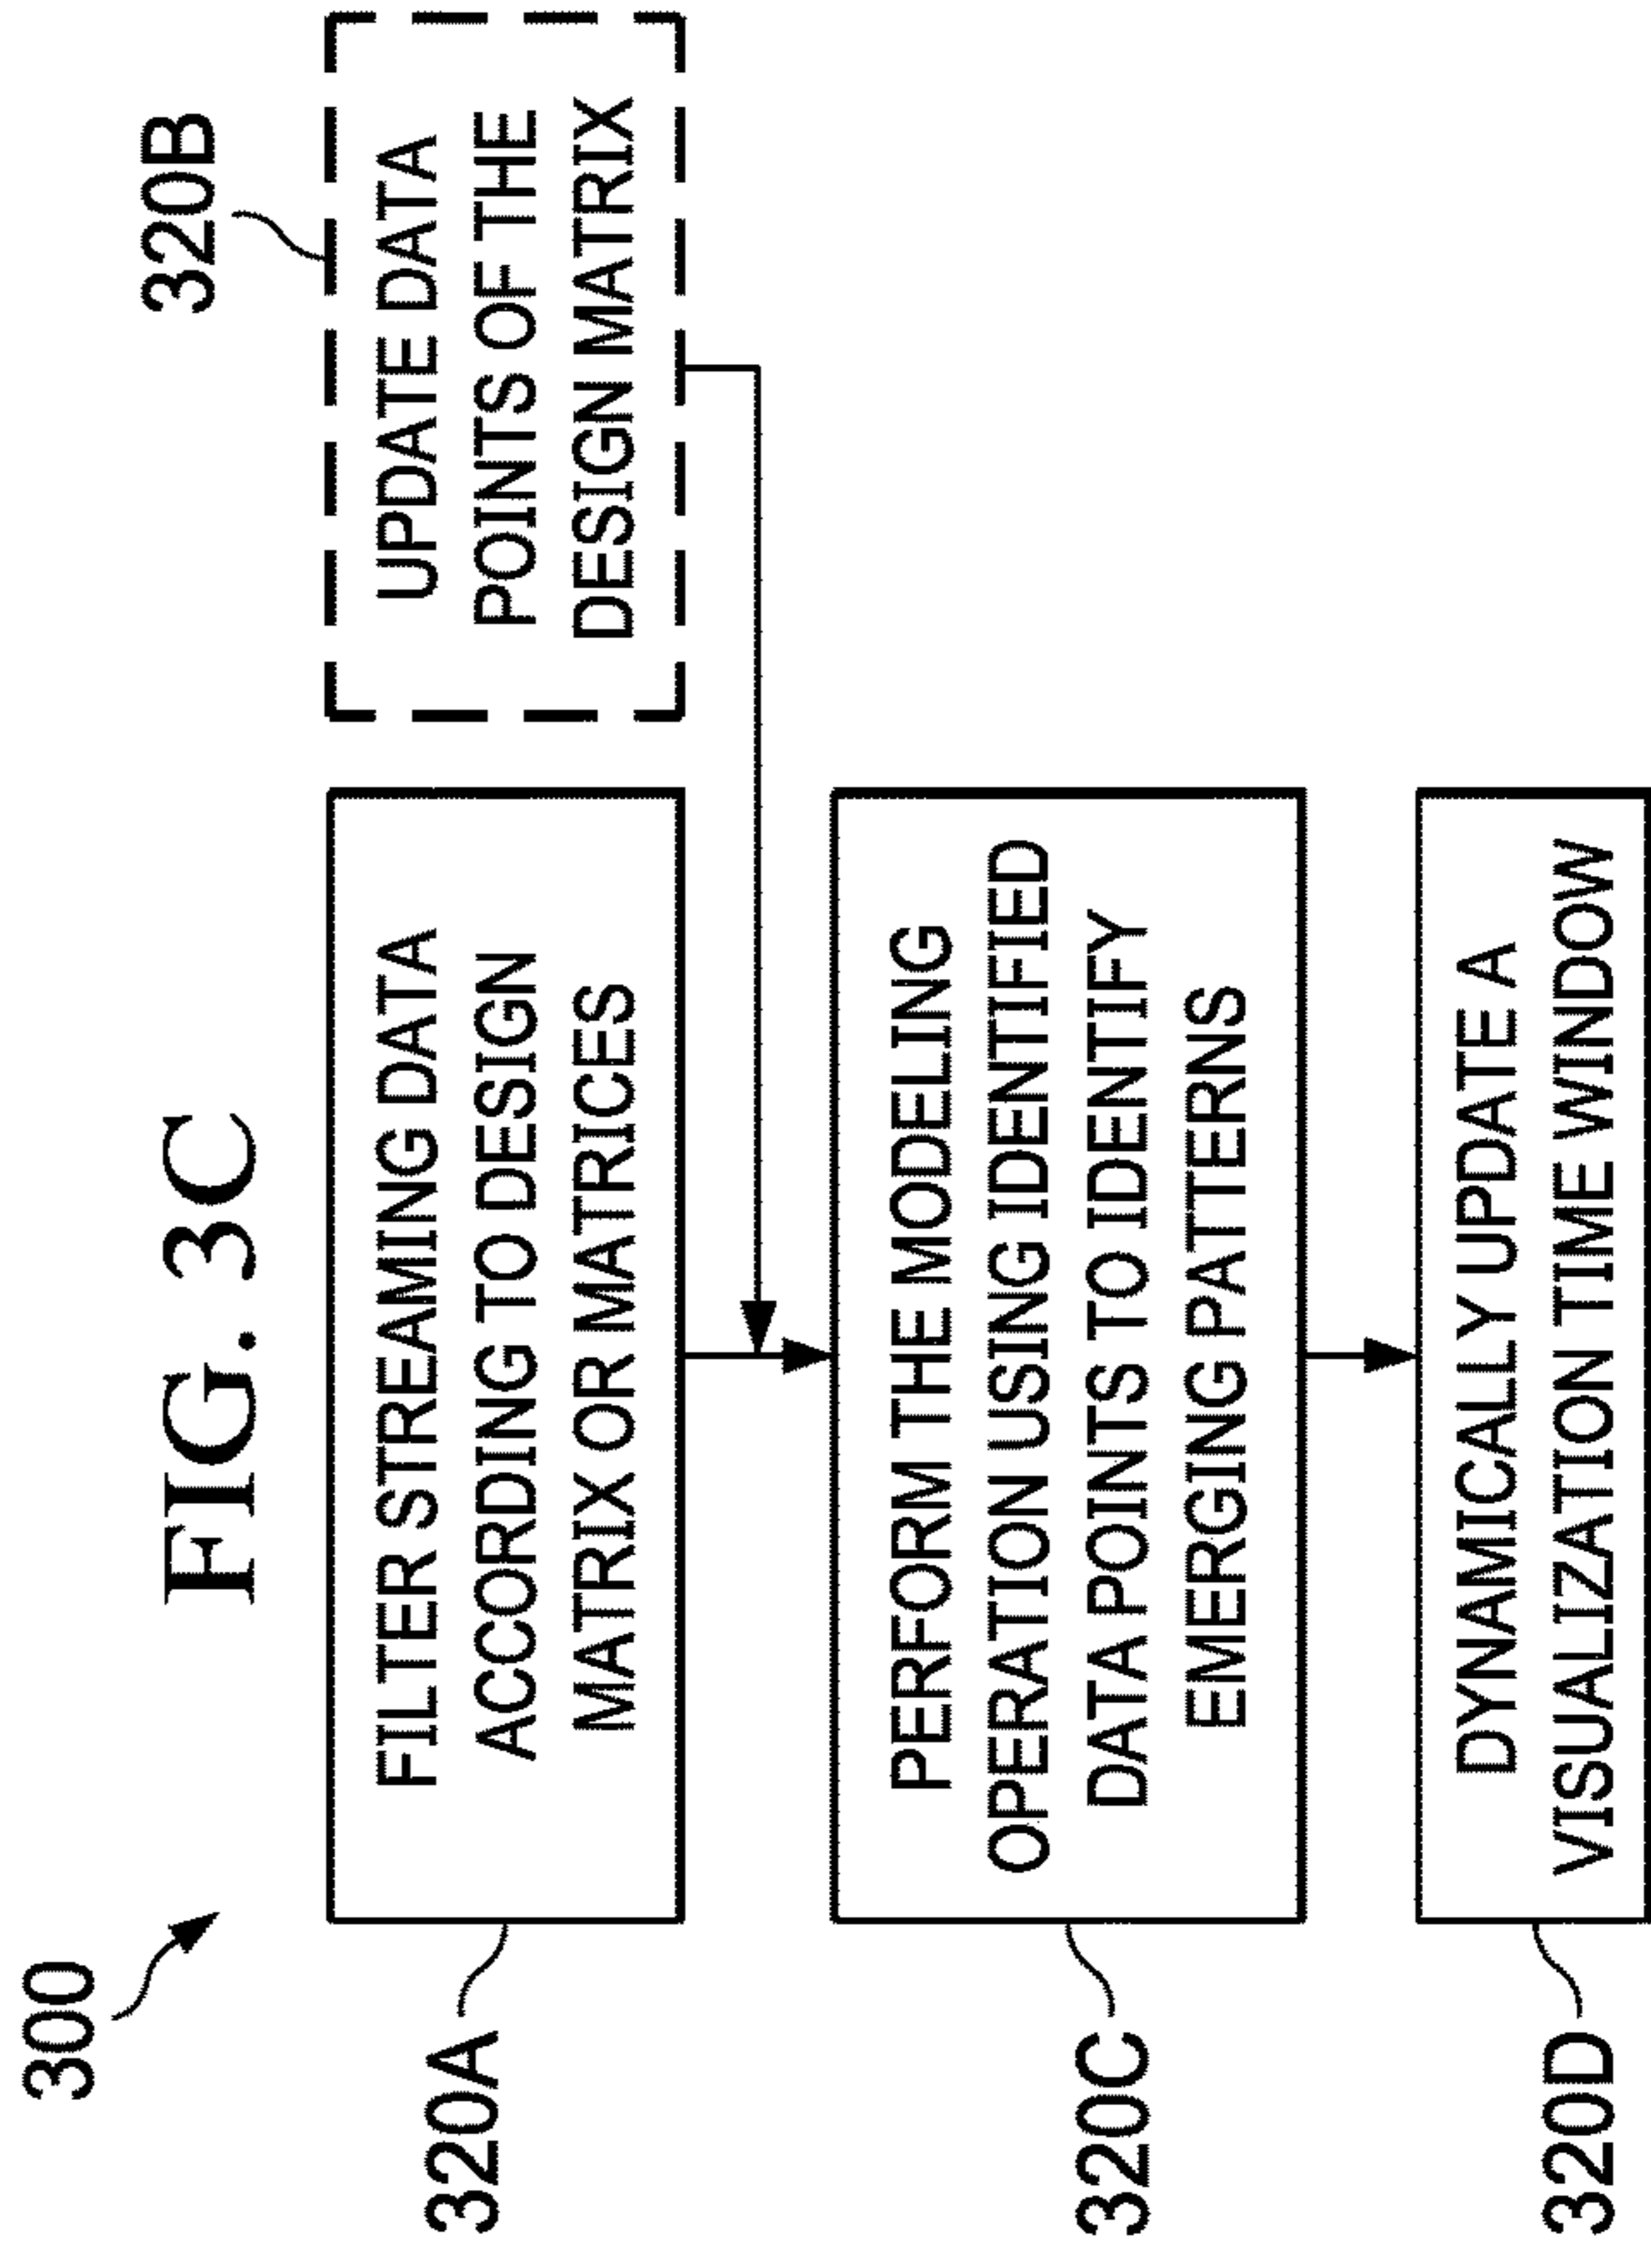 FIG. 3C
300
320A
FILTER STREAMING DATA
ACCORDING TO DESIGN
MATRIX OR MATRICES
320B
UPDATE DATA
POINTS OF THE
DESIGN MATRIX
320C
PERFORM THE MODELING
OPERATION USING IDENTIFIED
DATA POINTS TO IDENTIFY
EMERGING PATTERNS
320D
DYNAMICALLY UPDATE A
VISUALIZATION TIME WINDOW